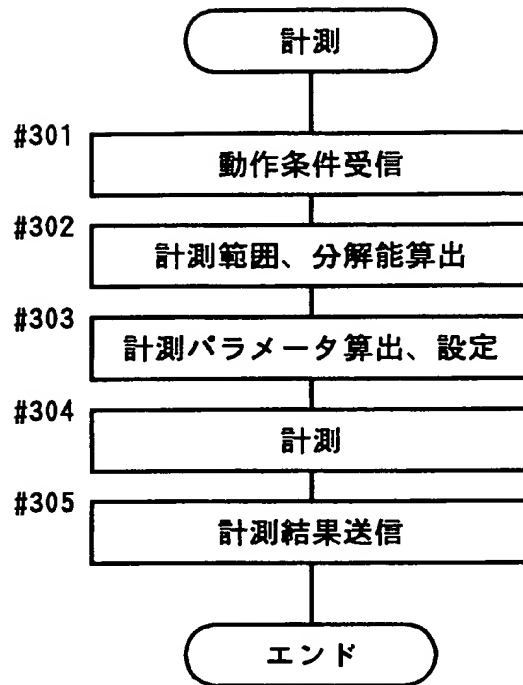 計測
#301
動作条件受信
#302
計測範囲、分解能算出
#303
計測パラメータ算出、設定
#304
計測
#305
計測結果送信
エンド